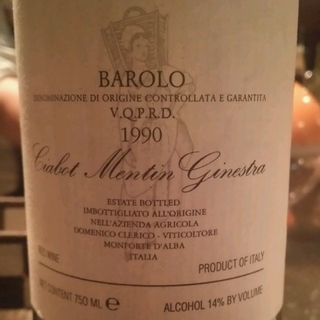 BAROLO
DENOMINAZIONE DI ORIGINE CONTROLLATA E GARANTITA
V.Q.P.R.D.
1990
Ciabot Mentin Ginestra
ESTATE BOTTLED
IMBOTTIGLIATO ALL'ORIGINE
NELL'AZIENDA AGRICOLA
DOMENICO CLERICO - VITICOLTORE
MONFORTE D'ALBA
ITALIA
RED WINE
PRODUCT OF ITALY
NET CONTENT 750 ML e
ALCOHOL 14% BY VOLUME